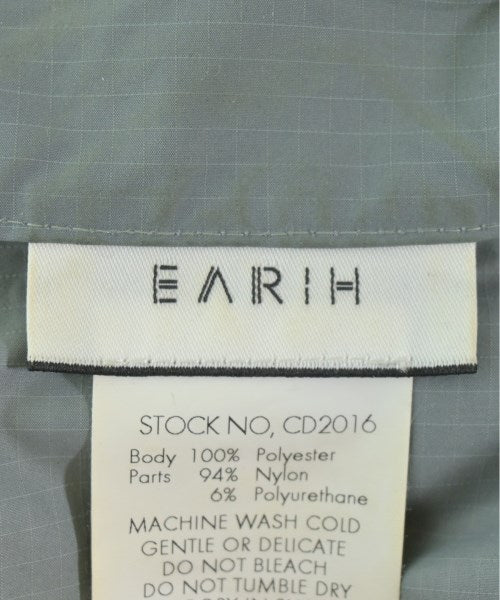 EARIH
STOCK NO, CD2016
Body 100% Polyester
Parts 94% Nylon
6% Polyurethane
MACHINE WASH COLD
GENTLE OR DELICATE
DO NOT BLEACH
DO NOT TUMBLE DRY